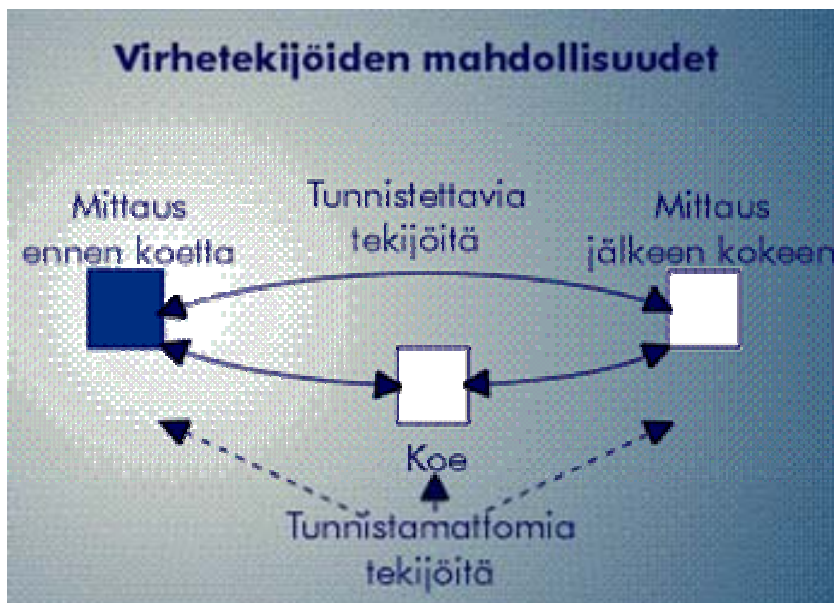 Virhetekijöiden mahdollisuudet
Mittaus
ennen koetta
Tunnistettavia
tekijöitä
Mittaus
jälkeen kokeen
Koe
Tunnistamattomia
tekijöitä